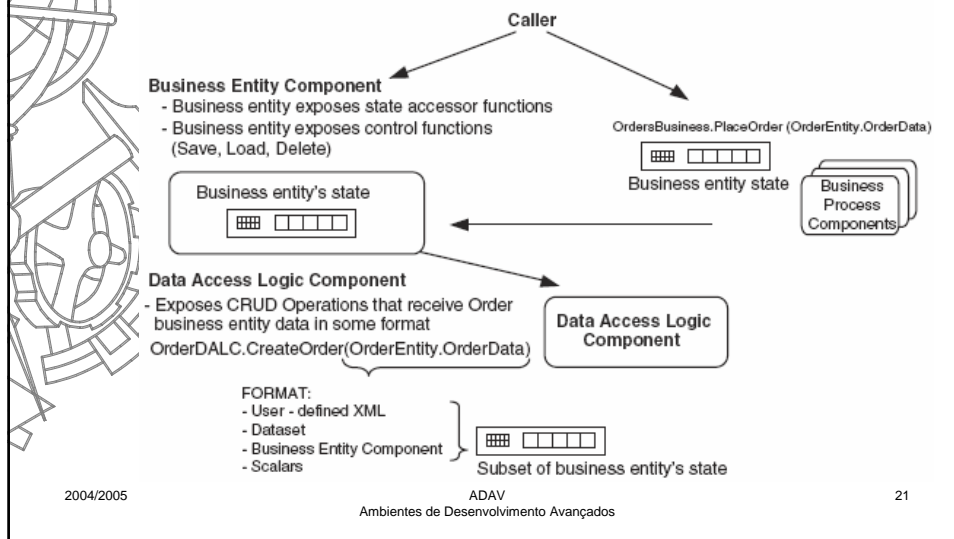 Caller
Business Entity Component
- Business entity exposes state accessor functions
- Business entity exposes control functions
(Save, Load, Delete)
OrdersBusiness.PlaceOrder (OrderEntity.OrderData)
Business entity state
Business
Process
Components
Business entity's state
Data Access Logic Component
- Exposes CRUD Operations that receive Order
business entity data in some format
OrderDALC.CreateOrder(OrderEntity.OrderData)
Data Access Logic
Component
FORMAT:
- User - defined XML
- Dataset
- Business Entity Component
- Scalars
Subset of business entity's state
2004/2005
ADAV
Ambientes de Desenvolvimento Avançados
21